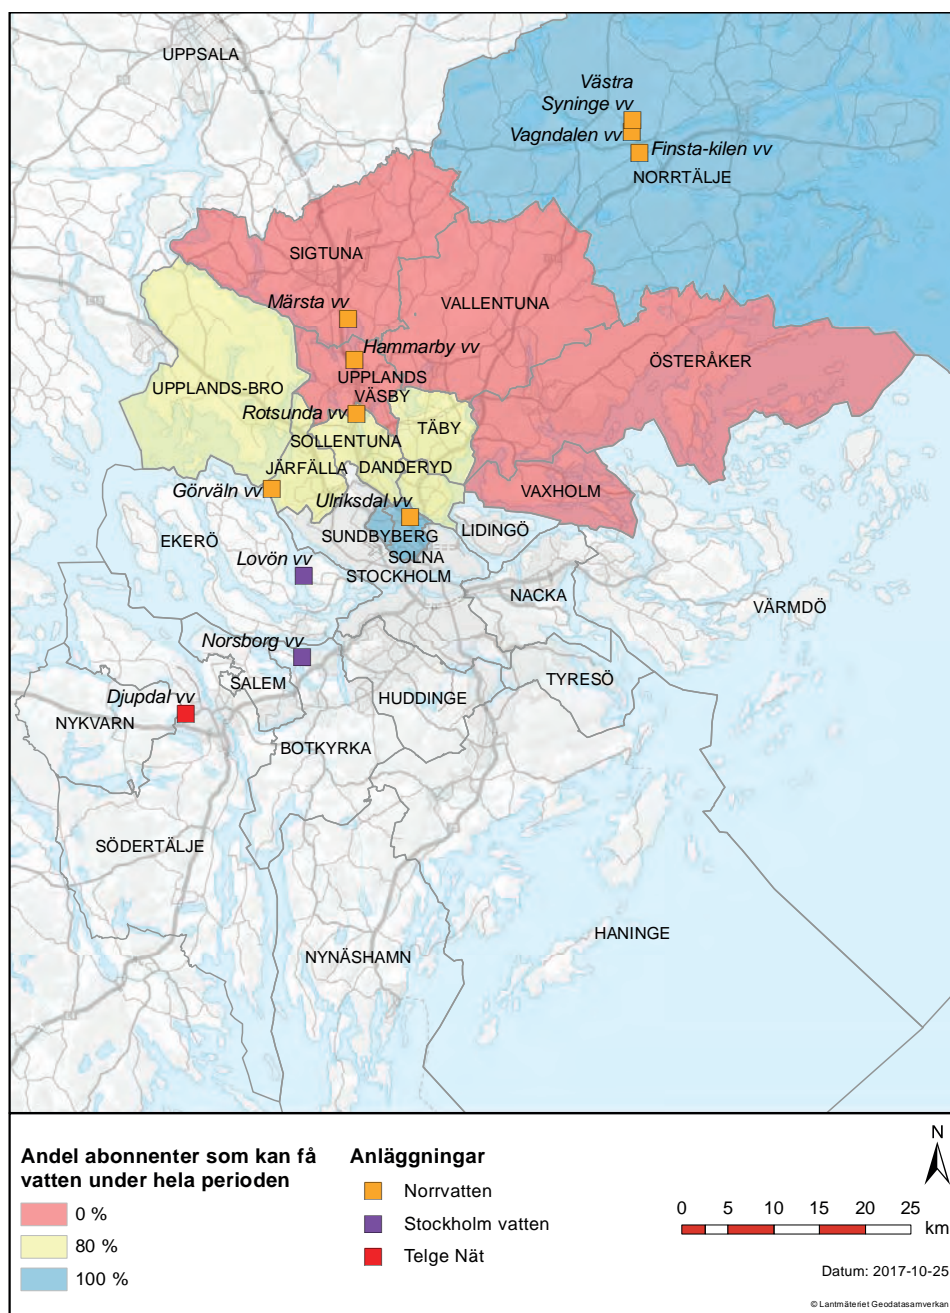 UPPSALA
Västra
Syninge vv
Vagndalen vv
Finsta-kilen vv
NORRTÄLJE
SIGTUNA
VALLENTUNA
Märsta vv
Hammarby vv
ÖSTERÅKER
UPPLANDS-BRO
UPPLANDS
VÄSBY
Rotsunda vv
TÄBY
SOLLENTUNA
JÄRFÄLLA
DANDERYD
Görväln vv
VAXHOLM
Ulriksdal vv
LIDINGÖ
SUNDBYBERG
EKERÖ
SOLNA
Lovön vv
STOCKHOLM
NACKA
VÄRMDÖ
Norsborg vv
TYRESÖ
SALEM
HUDDINGE
Djupdal vv
NYKVARN
BOTKYRKA
SÖDERTÄLJE
HANINGE
NYNÄSHAMN
Andel abonnenter som kan få
vatten under hela perioden
0 %
80 %
100 %
Anläggningar
Norrvatten
Stockholm vatten
Telge Nät
N
0 5 10 15 20 25
km
Datum: 2017-10-25
© Lantmäteriet Geodatasamverkan